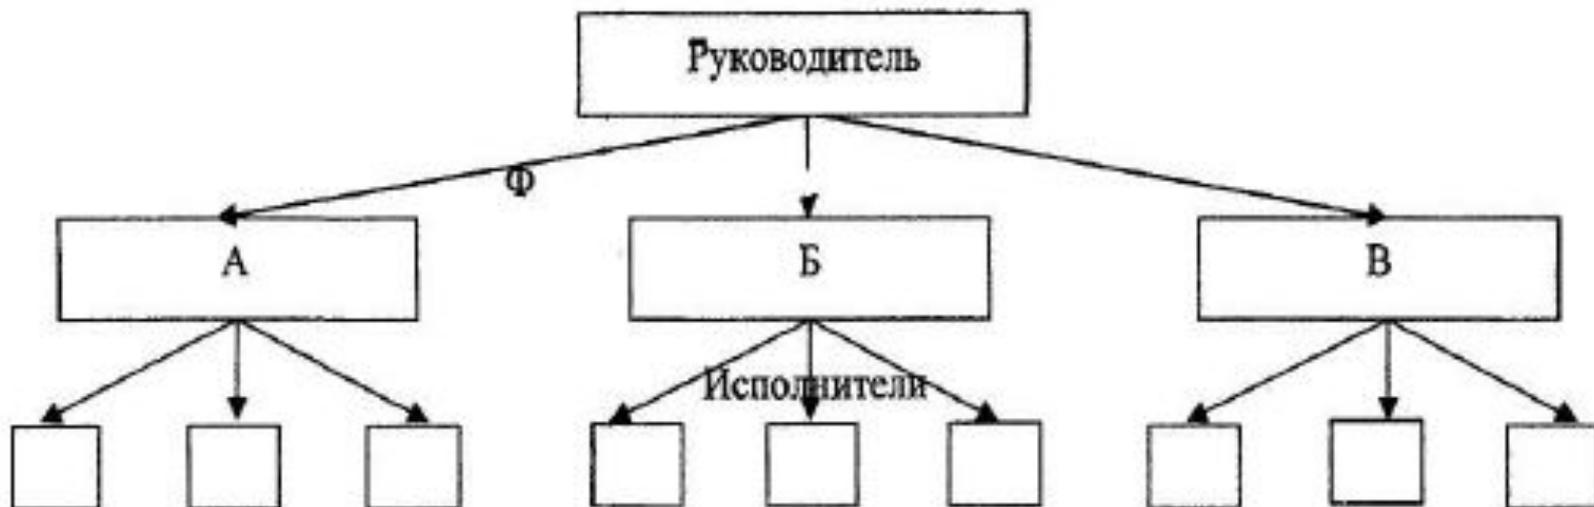 Руководитель
Ф
А
Б
В
Исполнители